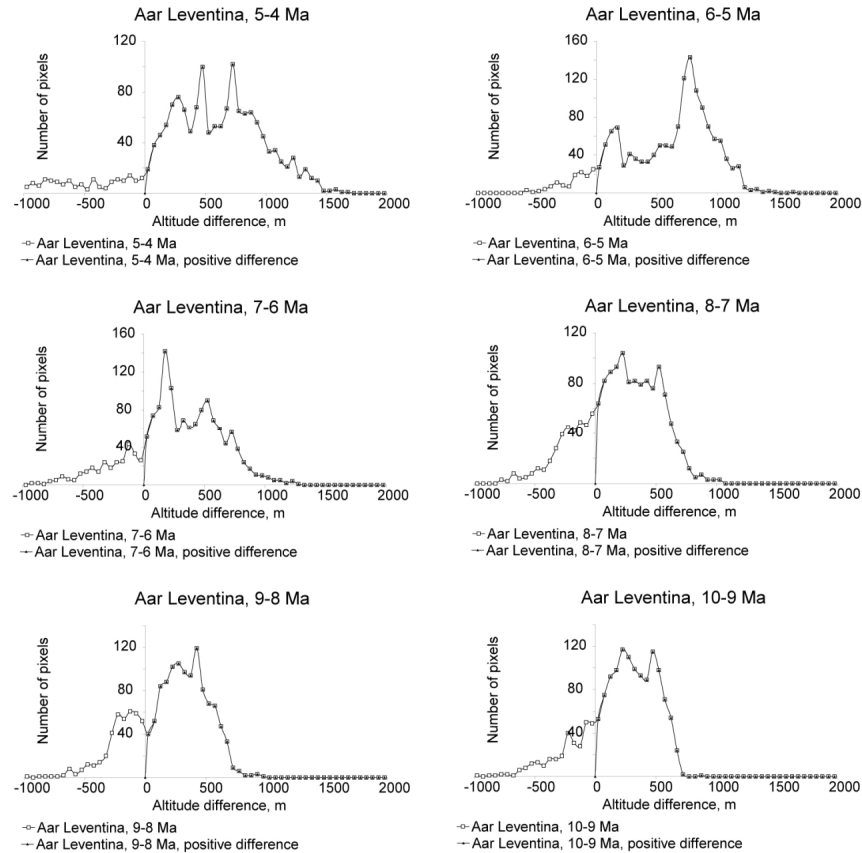 Aar Leventina, 5-4 Ma
Number of pixels
120
80
40
-1000 -500 0 500 1000 1500 2000
Altitude difference, m
Aar Leventina, 5-4 Ma
Aar Leventina, 5-4 Ma, positive difference
Aar Leventina, 6-5 Ma
Number of pixels
160
120
80
40
-1000 -500 0 500 1000 1500 2000
Altitude difference, m
Aar Leventina, 6-5 Ma
Aar Leventina, 6-5 Ma, positive difference
Aar Leventina, 7-6 Ma
Number of pixels
160
120
80
40
-1000 -500 0 500 1000 1500 2000
Altitude difference, m
Aar Leventina, 7-6 Ma
Aar Leventina, 7-6 Ma, positive difference
Aar Leventina, 8-7 Ma
Number of pixels
120
80
40
-1000 -500 0 500 1000 1500 2000
Altitude difference, m
Aar Leventina, 8-7 Ma
Aar Leventina, 8-7 Ma, positive difference
Aar Leventina, 9-8 Ma
Number of pixels
120
80
40
-1000 -500 0 500 1000 1500 2000
Altitude difference, m
Aar Leventina, 9-8 Ma
Aar Leventina, 9-8 Ma, positive difference
Aar Leventina, 10-9 Ma
Number of pixels
120
80
40
-1000 -500 0 500 1000 1500 2000
Altitude difference, m
Aar Leventina, 10-9 Ma
Aar Leventina, 10-9 Ma, positive difference